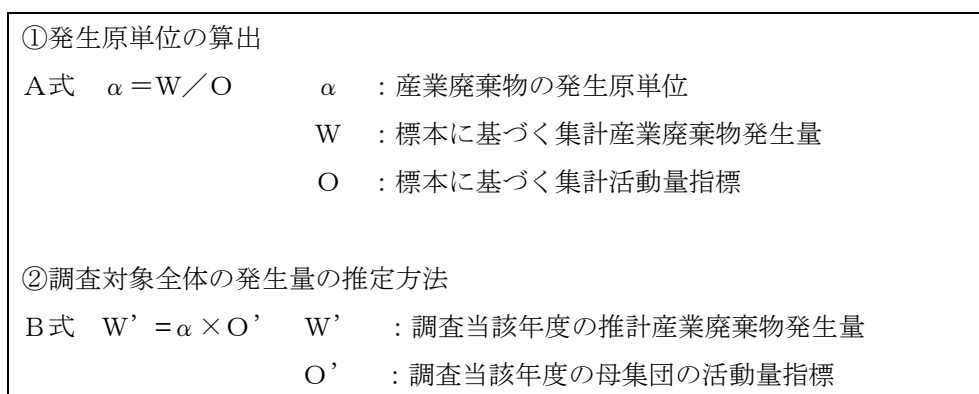 ①発生原単位の算出
A式 α=W/O α :産業廃棄物の発生原単位
W :標本に基づく集計産業廃棄物発生量
O :標本に基づく集計活動量指標
②調査対象全体の発生量の推定方法
B式 W’=α×O’ W’ :調査当該年度の推計産業廃棄物発生量
O’ :調査当該年度の母集団の活動量指標